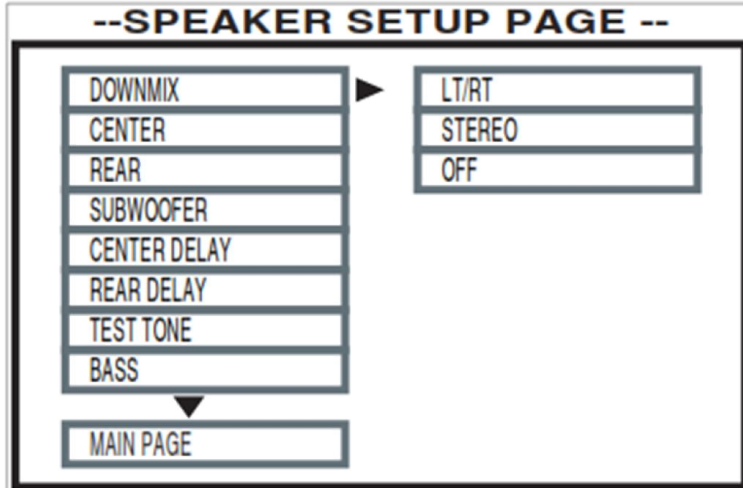 --SPEAKER SETUP PAGE --
DOWNMIX
CENTER
REAR
SUBWOOFER
CENTER DELAY
REAR DELAY
TEST TONE
BASS
MAIN PAGE
LT/RT
STEREO
OFF